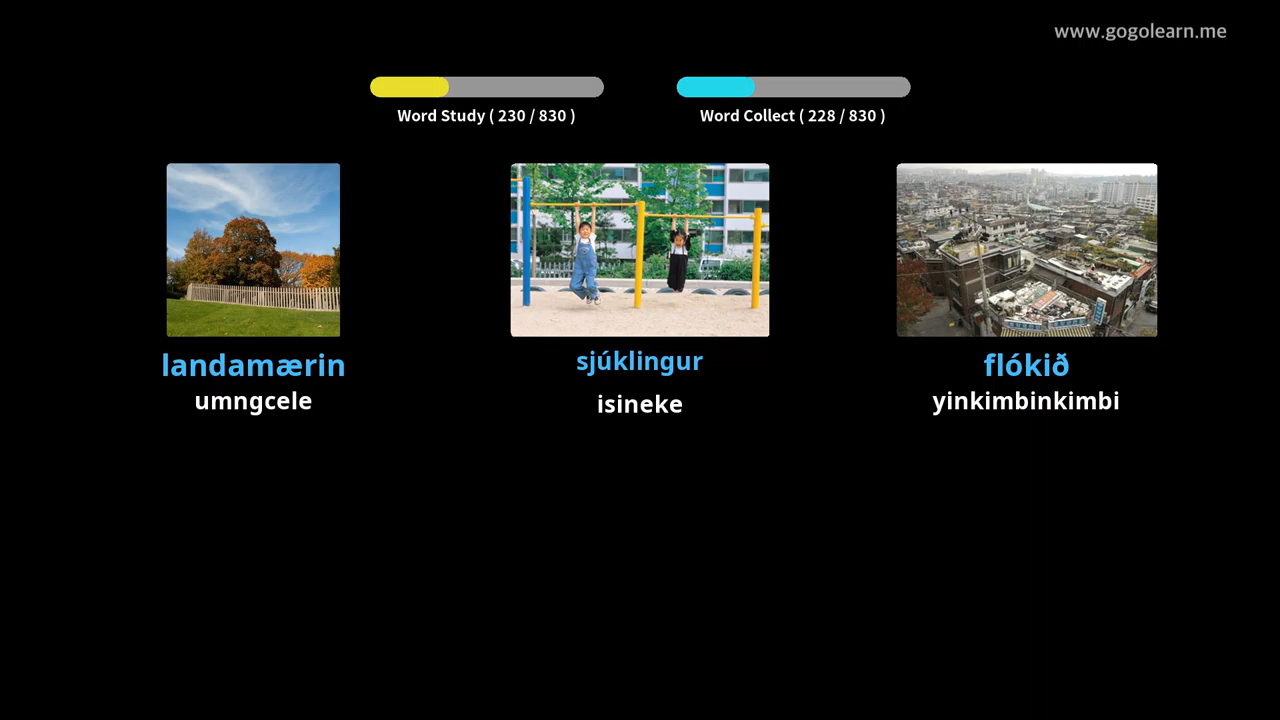 www.gogolearn.me
Word Study ( 230 / 830 )
Word Collect ( 228 / 830 )
landamærin
umngcele
sjúklingur
isineke
flókið
yinkimbinkimbi